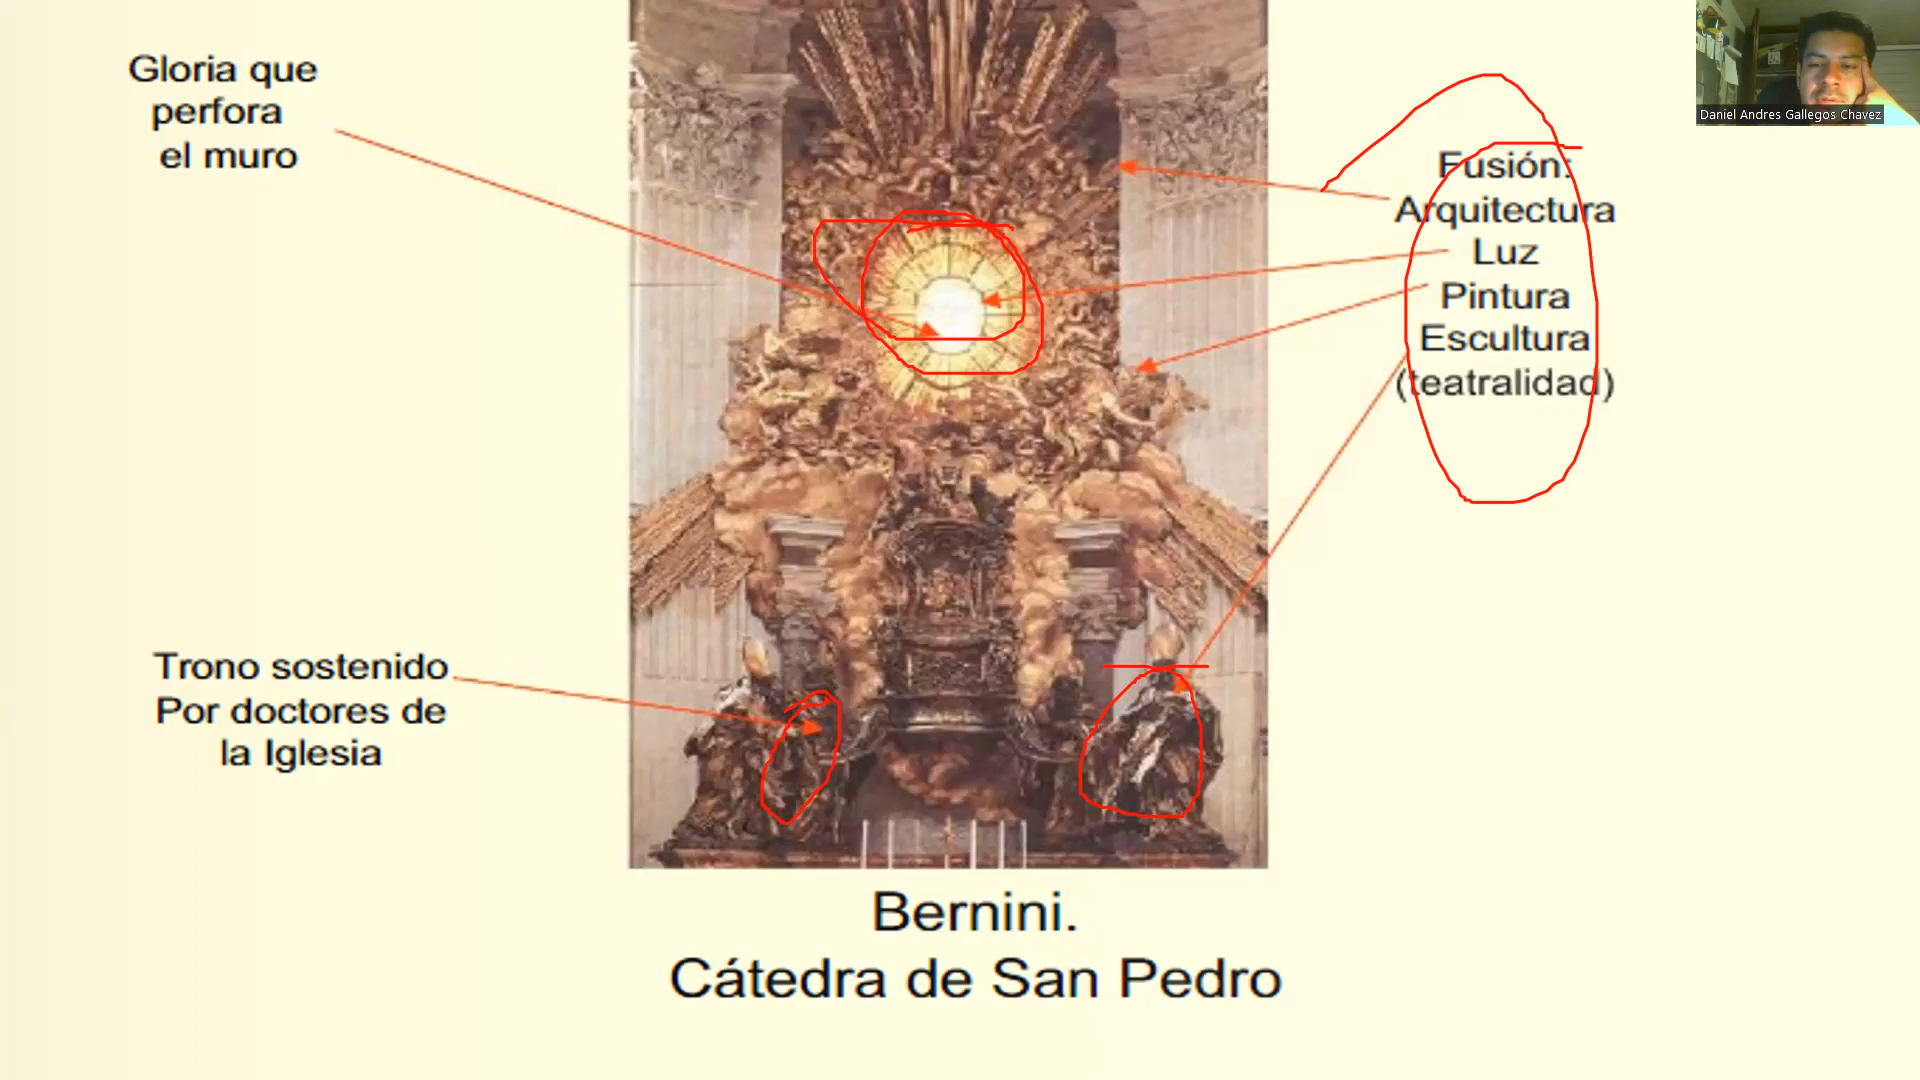 Gloria que
perfora
el muro
Daniel Andres Gallegos Chavez
Fusión:
Arquitectura
Luz
Pintura
Escultura
(teatralidad)
Trono sostenido
Por doctores de
la Iglesia
Bernini.
Cátedra de San Pedro